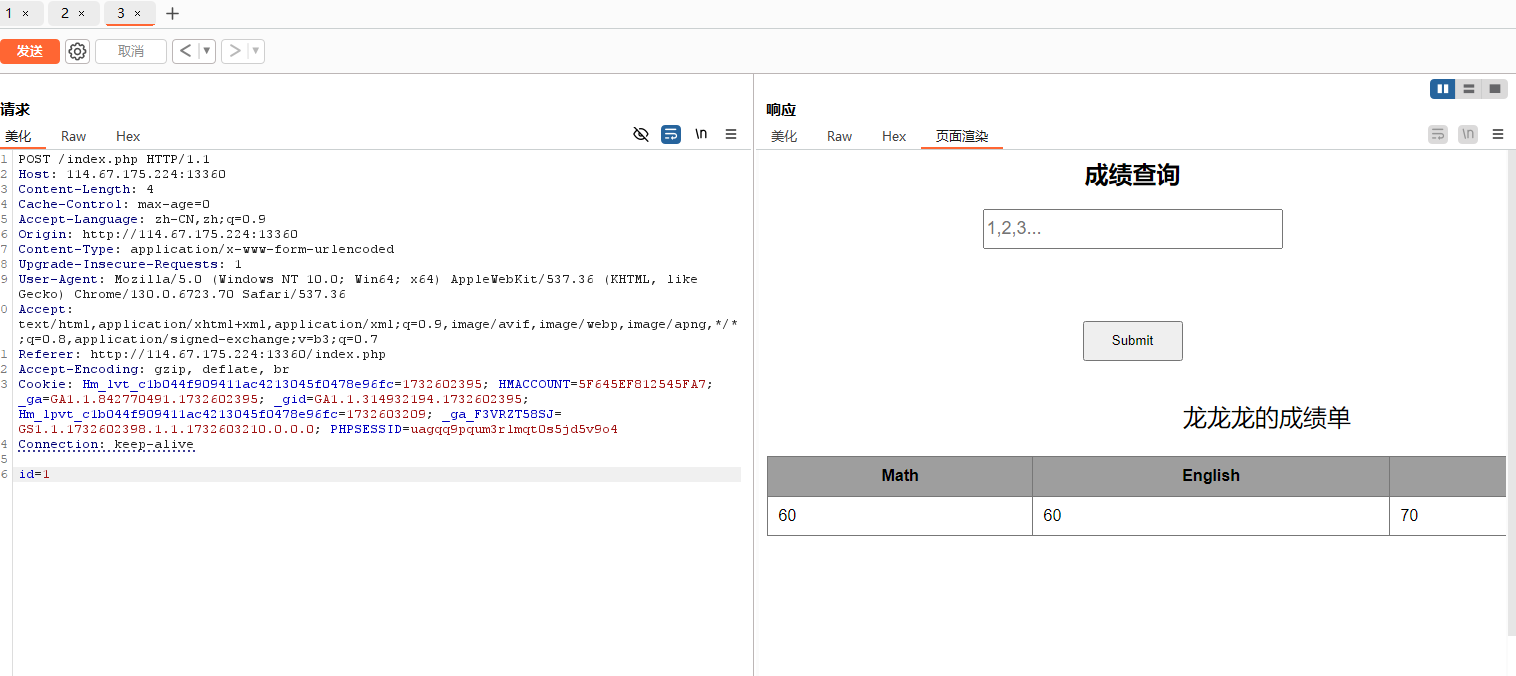 1 × 2 × 3 × +
发送 取消 < ▼ > ▼
请求
美化 Raw Hex \n
1 POST /index.php HTTP/1.1
2 Host: 114.67.175.224:13360
3 Content-Length: 4
4 Cache-Control: max-age=0
5 Accept-Language: zh-CN,zh;q=0.9
6 Origin: http://114.67.175.224:13360
7 Content-Type: application/x-www-form-urlencoded
8 Upgrade-Insecure-Requests: 1
9 User-Agent: Mozilla/5.0 (Windows NT 10.0; Win64; x64) AppleWebKit/537.36 (KHTML, like
Gecko) Chrome/130.0.6723.70 Safari/537.36
0 Accept:
text/html,application/xhtml+xml,application/xml;q=0.9,image/avif,image/webp,image/apng,*/*
;q=0.8,application/signed-exchange;v=b3;q=0.7
1 Referer: http://114.67.175.224:13360/index.php
2 Accept-Encoding: gzip, deflate, br
3 Cookie: Hm_lvt_c1b044f909411ac4213045f0478e96fc=1732602395; HMACCOUNT=5F645EF812545FA7;
_ga=GA1.1.842770491.1732602395; _gid=GA1.1.314932194.1732602395;
Hm_lpvt_c1b044f909411ac4213045f0478e96fc=1732603209; _ga_F3VRZT58SJ=
GS1.1.1732602398.1.1.1732603210.0.0.0; PHPSESSID=uagqq9pqum3rlmqt0s5jd5v9o4
4 Connection: keep-alive
5
6 id=1
响应
美化 Raw Hex 页面渲染 \n
成绩查询
1,2,3...
Submit
龙龙龙的成绩单
Math English
60 60 70